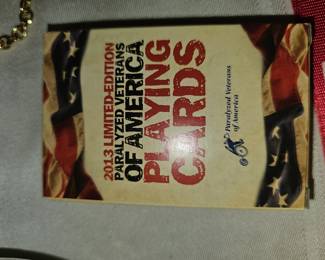 2013 LIMITED-EDITION
PARALYZED VETERANS
OF AMERICA
PLAYING
CARDS
Paralyzed Veterans
of America